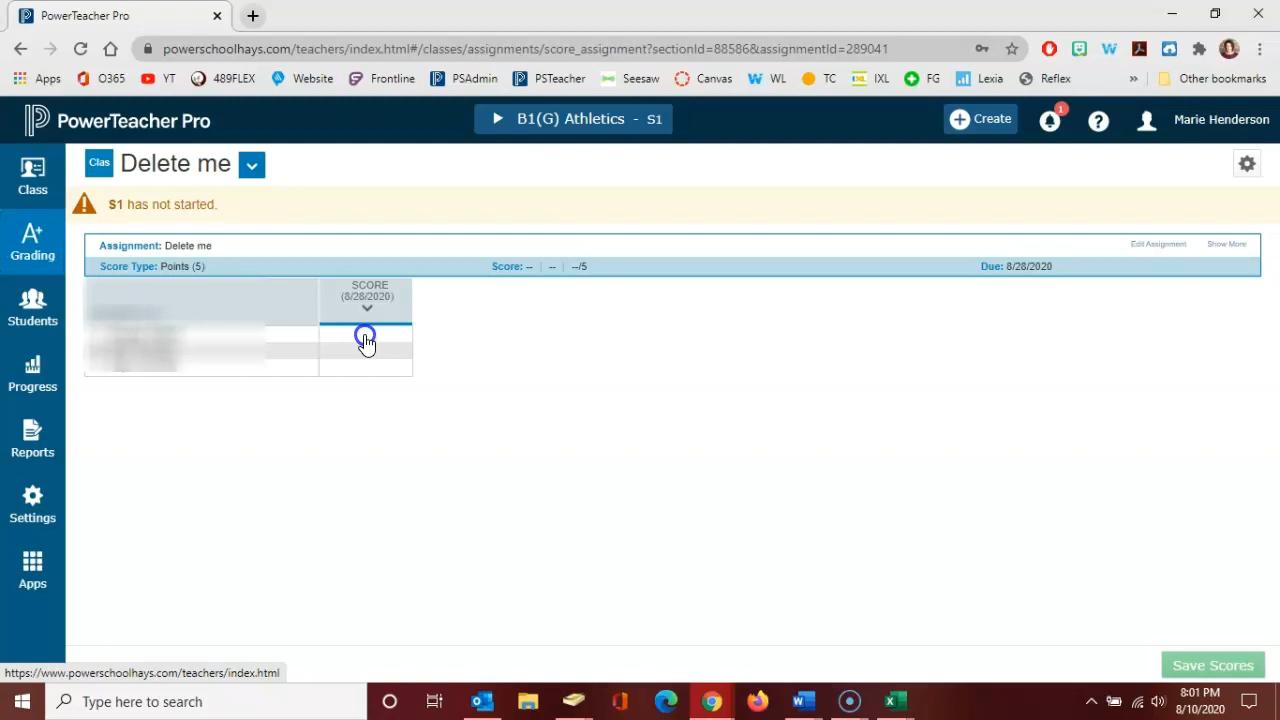 PowerTeacher Pro
powerschoolhays.com/teachers/index.html#/classes/assignments/score_assignment?sectionId=88586&assignmentId=289041
Apps O365 YT 489FLEX Website Frontline PSAdmin PSTeacher Seesaw Canvas WL TC IXL FG Lexia Reflex » Other bookmarks
PowerTeacher Pro B1(G) Athletics - S1 Create 1 Marie Henderson
Class
Grading
Students
Progress
Reports
Settings
Apps
Clas Delete me
S1 has not started.
Assignment: Delete me Edit Assignment Show More
Score Type: Points (5) Score: -- | -- | --/5 Due: 8/28/2020
SCORE
(8/28/2020)
Save Scores
https://www.powerschoolhays.com/teachers/index.html
Type here to search
8:01 PM
8/10/2020